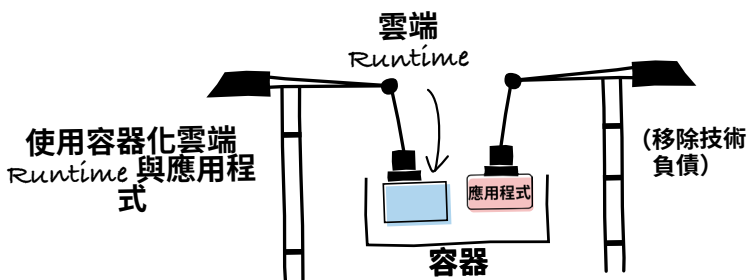 雲端
Runtime
使用容器化雲端
Runtime 與應用程
式
(移除技術
負債)
應用程式
容器